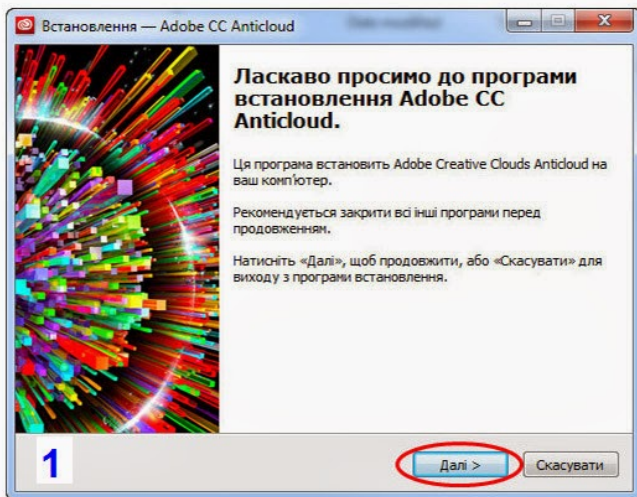 Встановлення — Adobe CC Anticloud
Ласкаво просимо до програми
встановлення Adobe CC
Anticloud.
Ця програма встановить Adobe Creative Clouds Anticloud на
ваш комп'ютер.
Рекомендується закрити всі інші програми перед
продовженням.
Натисніть «Далі», щоб продовжити, або «Скасувати» для
виходу з програми встановлення.
1
Далі >
Скасувати